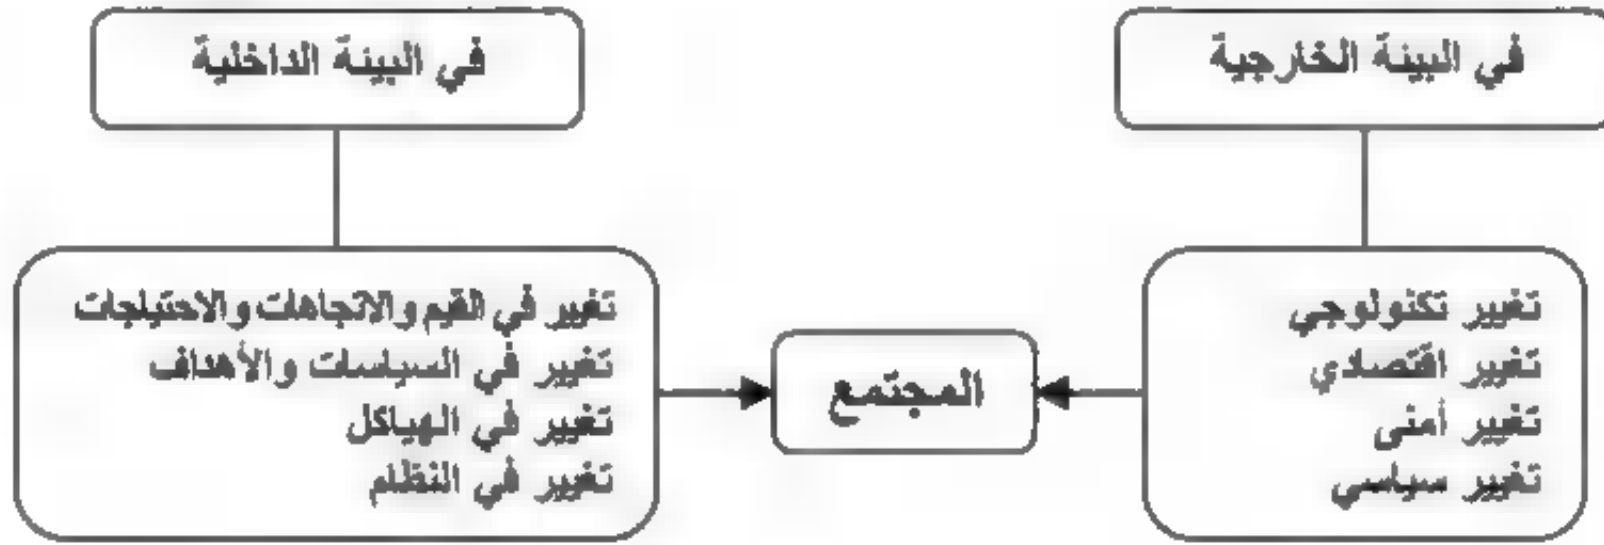 في البيئة الخارجية
في البيئة الداخلية
تغيير تكنولوجي
تغيير اقتصادي
تغيير أمنى
تغيير سياسي
المجتمع
تغيير في القيم والاتجاهات والاحتياجات
تغيير في السياسات والأهداف
تغيير في الهياكل
تغيير في النظام